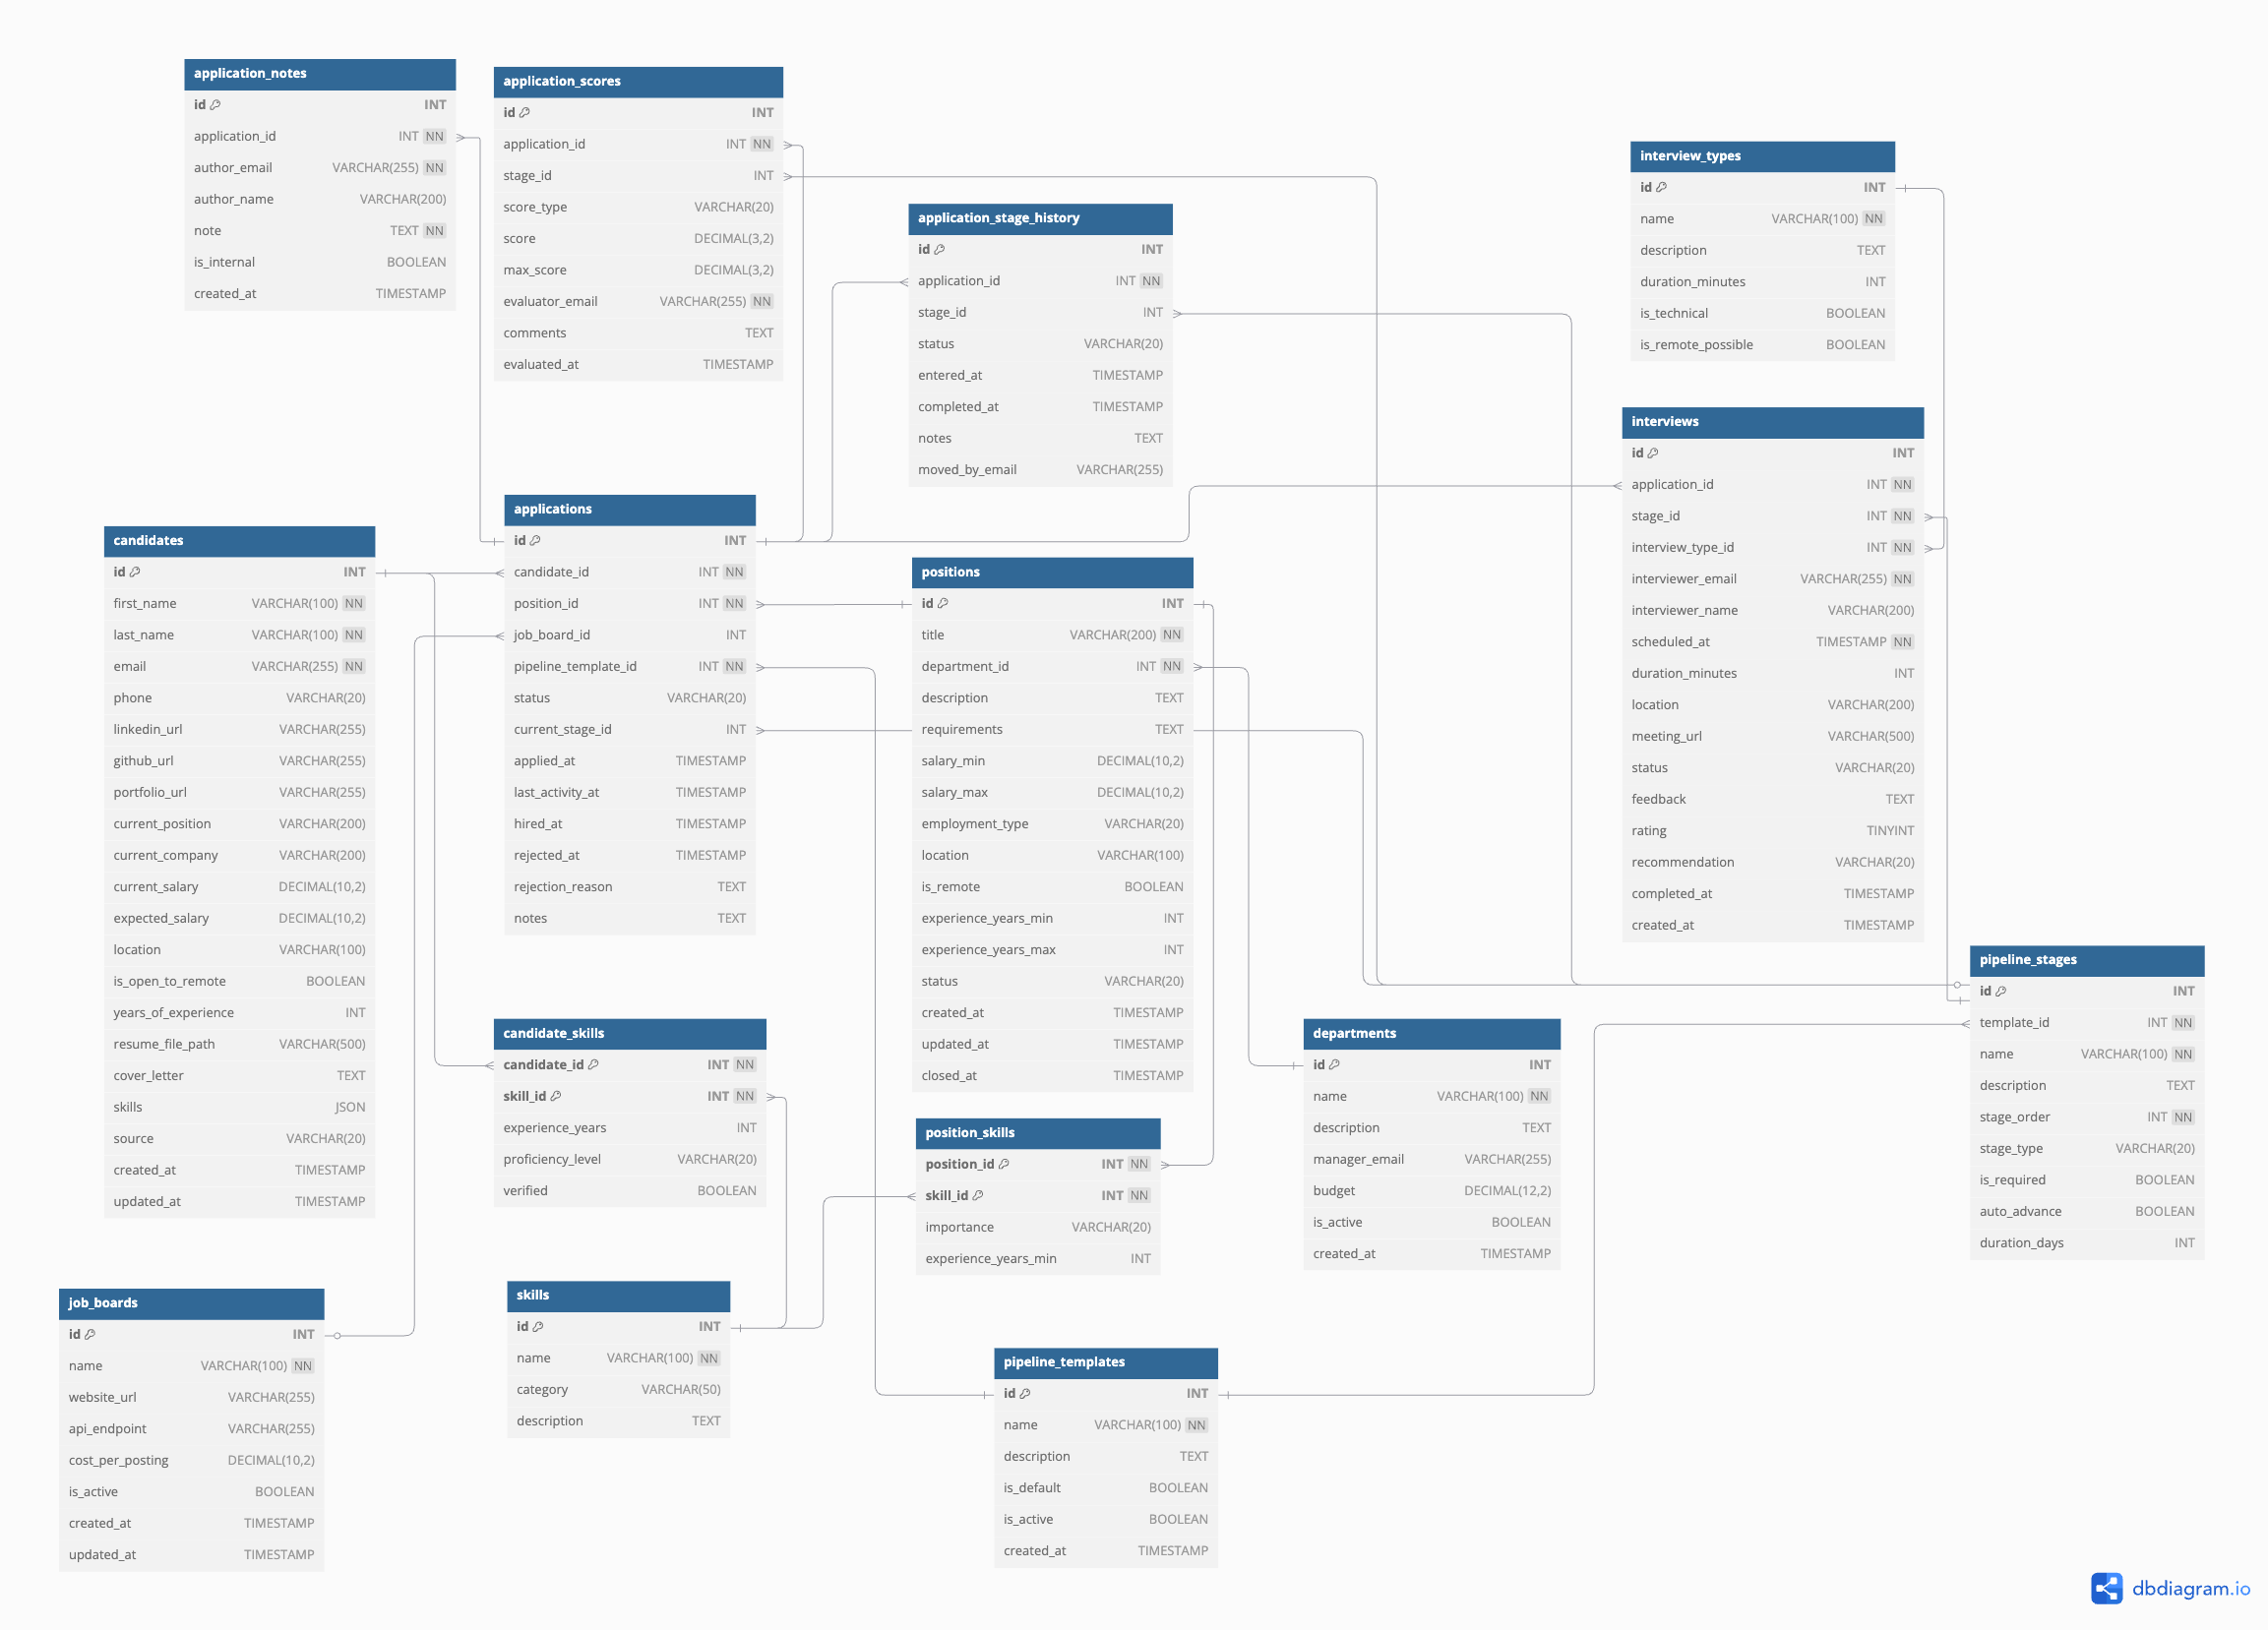 application_notes
id INT
application_id INT NN
author_email VARCHAR(255) NN
author_name VARCHAR(200)
note TEXT NN
is_internal BOOLEAN
created_at TIMESTAMP
application_scores
id INT
application_id INT NN
stage_id INT
score_type VARCHAR(20)
score DECIMAL(3,2)
max_score DECIMAL(3,2)
evaluator_email VARCHAR(255) NN
comments TEXT
evaluated_at TIMESTAMP
application_stage_history
id INT
application_id INT NN
stage_id INT
status VARCHAR(20)
entered_at TIMESTAMP
completed_at TIMESTAMP
notes TEXT
moved_by_email VARCHAR(255)
interview_types
id INT
name VARCHAR(100) NN
description TEXT
duration_minutes INT
is_technical BOOLEAN
is_remote_possible BOOLEAN
interviews
id INT
application_id INT NN
stage_id INT NN
interview_type_id INT NN
interviewer_email VARCHAR(255) NN
interviewer_name VARCHAR(200)
scheduled_at TIMESTAMP NN
duration_minutes INT
location VARCHAR(200)
meeting_url VARCHAR(500)
status VARCHAR(20)
feedback TEXT
rating TINYINT
recommendation VARCHAR(20)
completed_at TIMESTAMP
created_at TIMESTAMP
candidates
id INT
first_name VARCHAR(100) NN
last_name VARCHAR(100) NN
email VARCHAR(255) NN
phone VARCHAR(20)
linkedin_url VARCHAR(255)
github_url VARCHAR(255)
portfolio_url VARCHAR(255)
current_position VARCHAR(200)
current_company VARCHAR(200)
current_salary DECIMAL(10,2)
expected_salary DECIMAL(10,2)
location VARCHAR(100)
is_open_to_remote BOOLEAN
years_of_experience INT
resume_file_path VARCHAR(500)
cover_letter TEXT
skills JSON
source VARCHAR(20)
created_at TIMESTAMP
updated_at TIMESTAMP
applications
id INT
candidate_id INT NN
position_id INT NN
job_board_id INT
pipeline_template_id INT NN
status VARCHAR(20)
current_stage_id INT
applied_at TIMESTAMP
last_activity_at TIMESTAMP
hired_at TIMESTAMP
rejected_at TIMESTAMP
rejection_reason TEXT
notes TEXT
positions
id INT
title VARCHAR(200) NN
department_id INT NN
description TEXT
requirements TEXT
salary_min DECIMAL(10,2)
salary_max DECIMAL(10,2)
employment_type VARCHAR(20)
location VARCHAR(100)
is_remote BOOLEAN
experience_years_min INT
experience_years_max INT
status VARCHAR(20)
created_at TIMESTAMP
updated_at TIMESTAMP
closed_at TIMESTAMP
pipeline_stages
id INT
template_id INT NN
name VARCHAR(100) NN
description TEXT
stage_order INT NN
stage_type VARCHAR(20)
is_required BOOLEAN
auto_advance BOOLEAN
duration_days INT
candidate_skills
candidate_id INT NN
skill_id INT NN
experience_years INT
proficiency_level VARCHAR(20)
verified BOOLEAN
departments
id INT
name VARCHAR(100) NN
description TEXT
manager_email VARCHAR(255)
budget DECIMAL(12,2)
is_active BOOLEAN
created_at TIMESTAMP
position_skills
position_id INT NN
skill_id INT NN
importance VARCHAR(20)
experience_years_min INT
job_boards
id INT
name VARCHAR(100) NN
website_url VARCHAR(255)
api_endpoint VARCHAR(255)
cost_per_posting DECIMAL(10,2)
is_active BOOLEAN
created_at TIMESTAMP
updated_at TIMESTAMP
skills
id INT
name VARCHAR(100) NN
category VARCHAR(50)
description TEXT
pipeline_templates
id INT
name VARCHAR(100) NN
description TEXT
is_default BOOLEAN
is_active BOOLEAN
created_at TIMESTAMP
dbdiagram.io